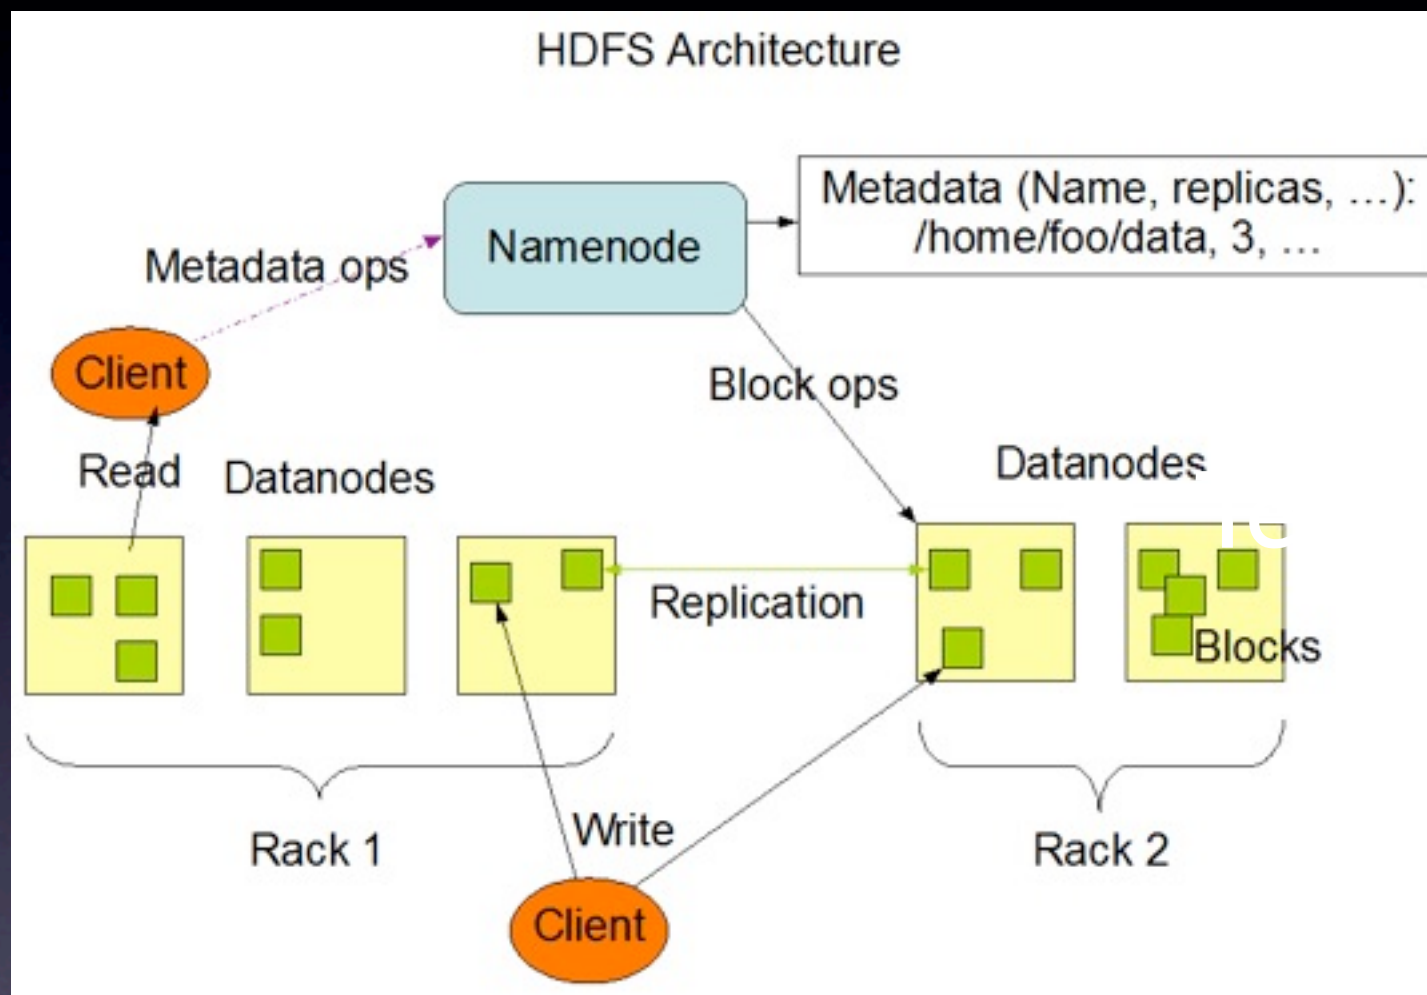 HDFS Architecture
Metadata (Name, replicas, ...):
/home/foo/data, 3, ...
Namenode
Metadata ops
Client
Block ops
Read
Datanodes
Datanodes
Replication
Blocks
Rack 1
Write
Rack 2
Client